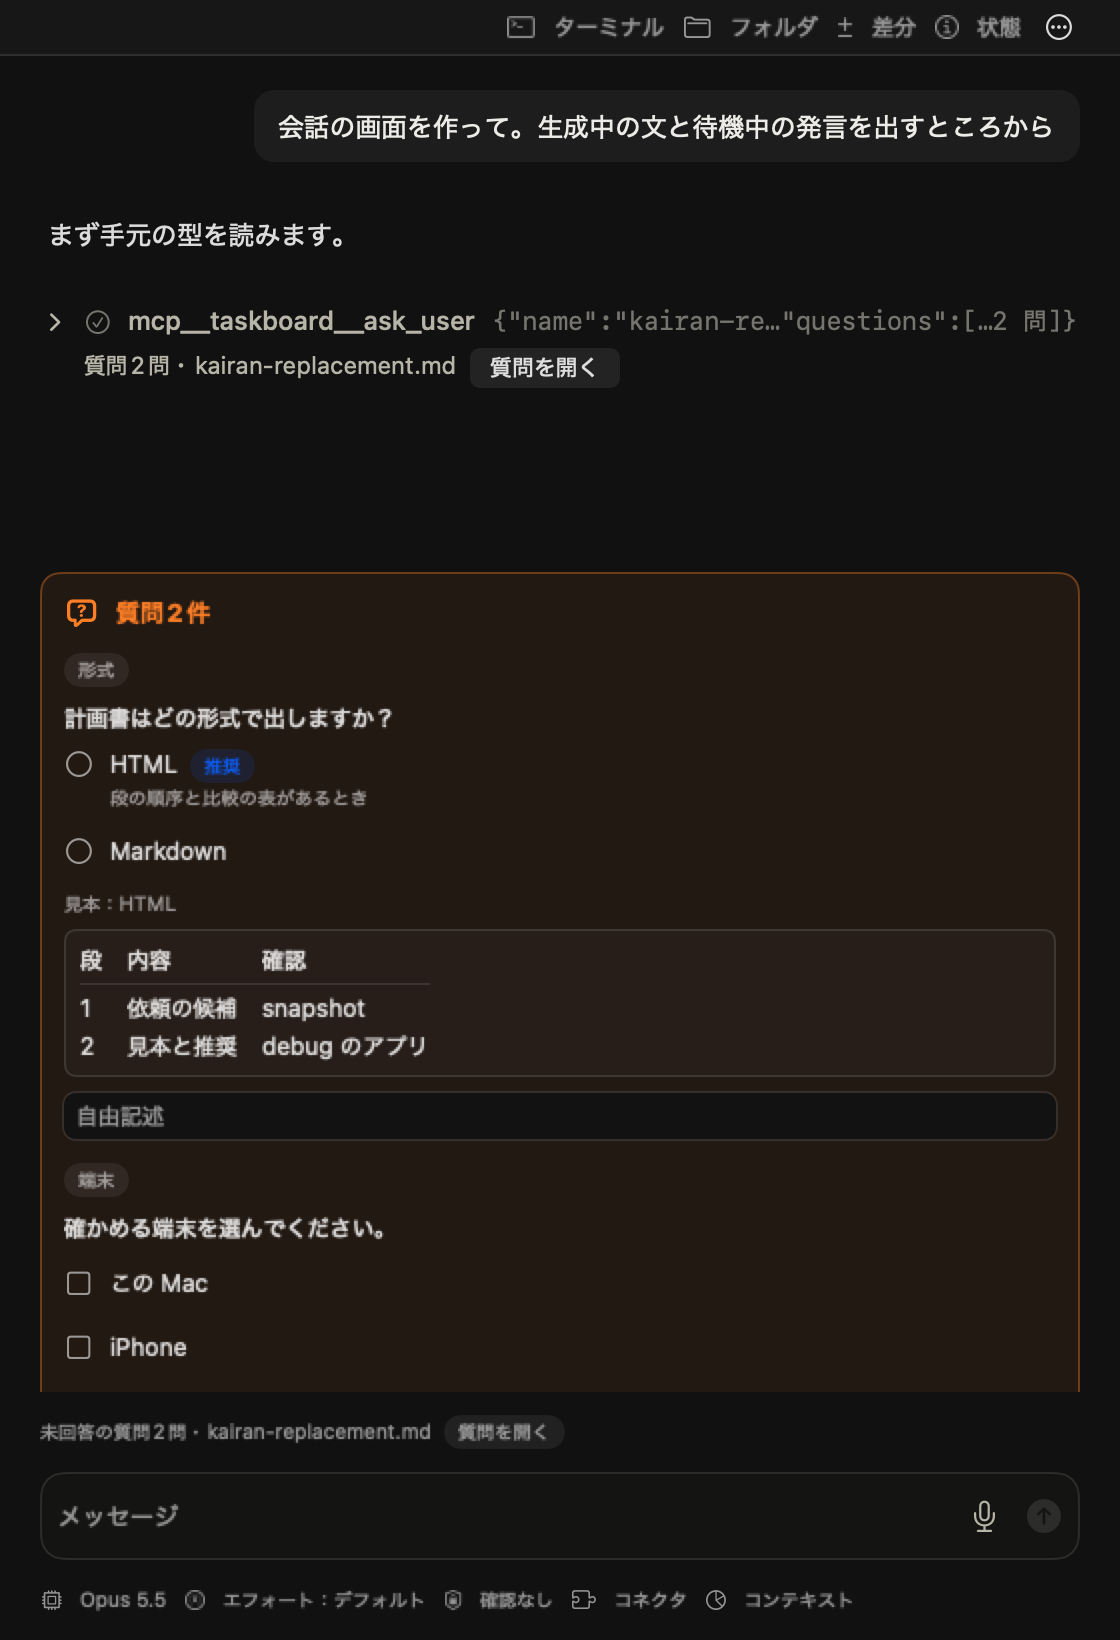 ターミナル フォルダ 差分 状態
会話の画面を作って。生成中の文と待機中の発言を出すところから
まず手元の型を読みます。
mcp__taskboard__ask_user {"name":"kairan-re…"questions":[…2 問]}
質問2問・kairan-replacement.md 質問を開く
質問2件
形式
計画書はどの形式で出しますか？
HTML 推奨
段の順序と比較の表があるとき
Markdown
見本：HTML
段 内容 確認
1 依頼の候補 snapshot
2 見本と推奨 debug のアプリ
自由記述
端末
確かめる端末を選んでください。
この Mac
iPhone
未回答の質問2問・kairan-replacement.md 質問を開く
メッセージ
Opus 5.5 エフォート：デフォルト 確認なし コネクタ コンテキスト